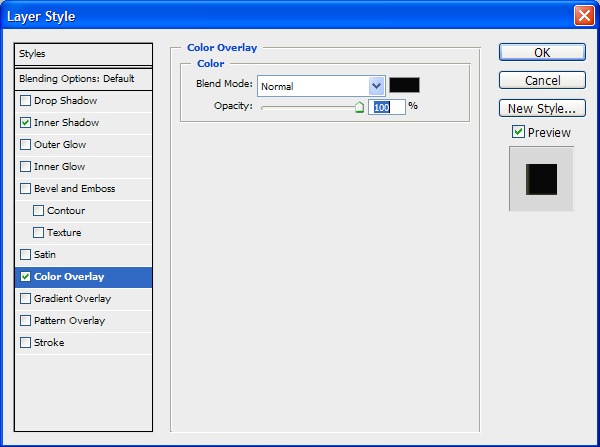 Layer Style
Styles
Blending Options: Default
Drop Shadow
Inner Shadow
Outer Glow
Inner Glow
Bevel and Emboss
Contour
Texture
Satin
Color Overlay
Gradient Overlay
Pattern Overlay
Stroke
Color Overlay
Color
Blend Mode: Normal
Opacity: 100 %
OK
Cancel
New Style...
Preview